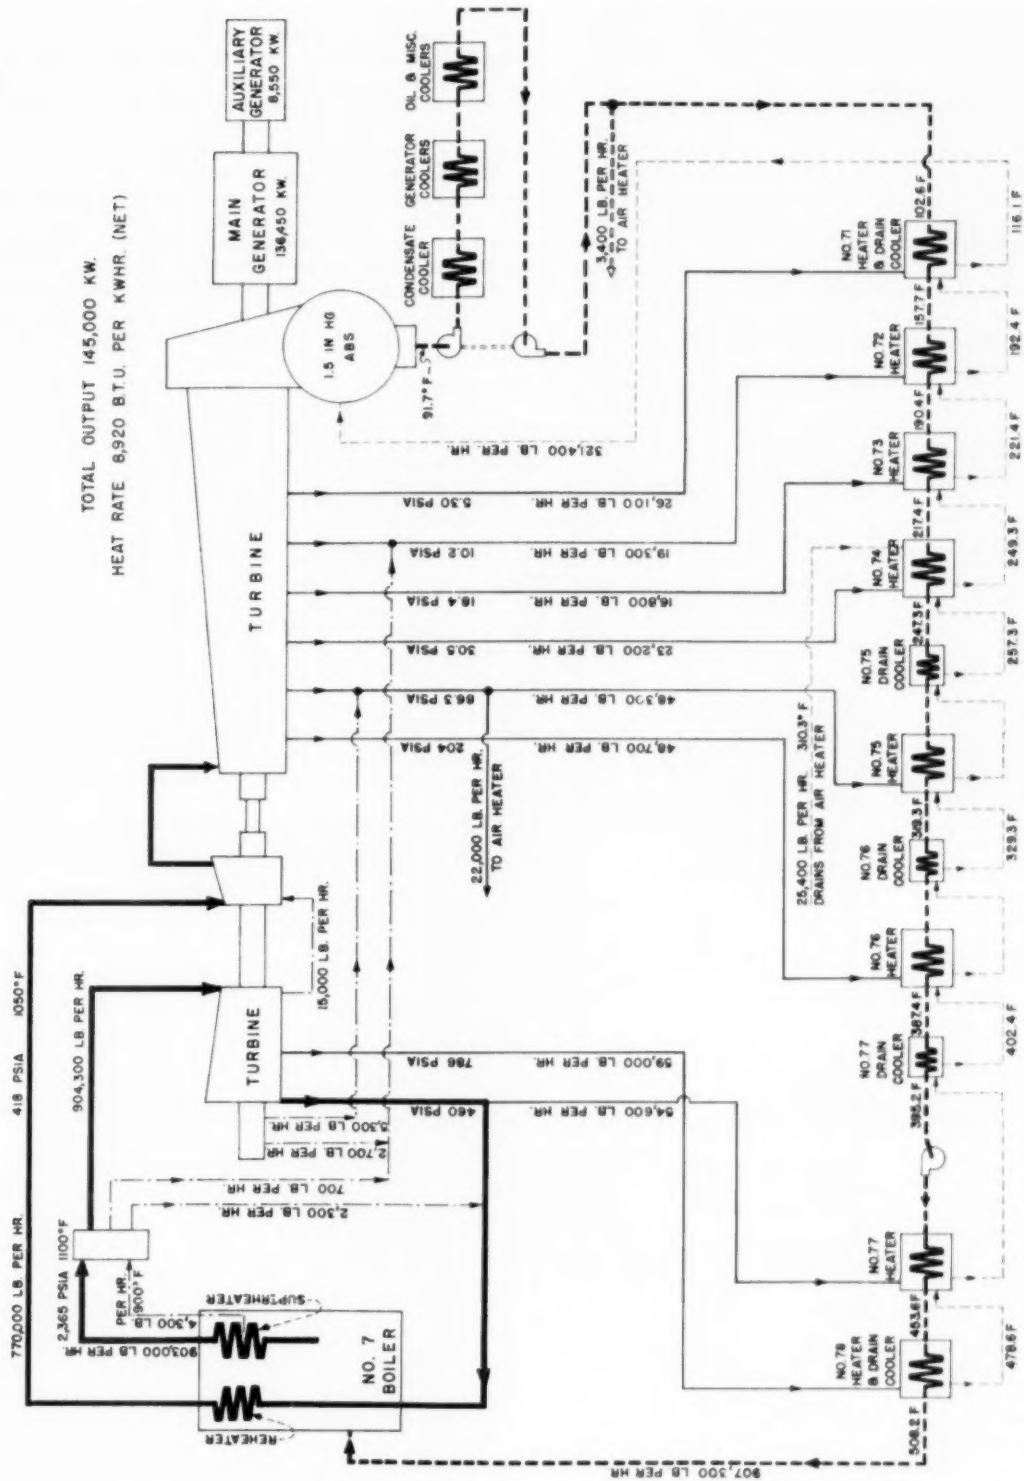 TOTAL OUTPUT 145,000 KW.
HEAT RATE 8,920 B.T.U. PER KWHR. (NET)
770,000 LB. PER HR.
418 PSIA
1050°F
904,300 LB. PER HR.
2,365 PSIA 1100°F
903,000 LB PER HR.
4,300 LB.
PER HR.
900°F
SUPERHEATER
REHEATER
NO. 7
BOILER
907,300 LB PER HR
TURBINE
15,000 LB. PER HR.
5,300 LB. PER HR.
2,700 LB. PER HR.
700 LB. PER HR.
2,300 LB. PER HR.
TURBINE
MAIN
GENERATOR
136,450 KW.
AUXILIARY
GENERATOR
8,550 KW.
1.5 IN HG
ABS
91.7°F
CONDENSATE
COOLER
GENERATOR
COOLERS
OIL & MISC.
COOLERS
3,400 LB. PER HR.
TO AIR HEATER
321,400 LB. PER HR.
5.30 PSIA
26,100 LB. PER HR.
10.2 PSIA
19,300 LB. PER HR.
PSIA
LB. PER HR.
30.5 PSIA
23,200 LB. PER HR.
PSIA
LB. PER HR.
204 PSIA
48,700 LB. PER HR.
22,000 LB. PER HR.
TO AIR HEATER
25,400 LB. PER HR. 310.3° F
DRAINS FROM AIR HEATER
786 PSIA
59,000 LB. PER HR.
460 PSIA
54,600 LB. PER HR.
NO.78
HEATER
& DRAIN
COOLER
NO.77
HEATER
NO.77
DRAIN
COOLER
NO.76
HEATER
NO.76
DRAIN
COOLER
NO.75
HEATER
NO.75
DRAIN
COOLER
NO.74
HEATER
NO.73
HEATER
NO.72
HEATER
NO.71
HEATER
& DRAIN
COOLER
508.2 F
453.6F
395.2 F
387.4 F
319.3 F
247.3F
217.4 F
190.4 F
157.7 F
102.6 F
478.6 F
402.4 F
329.3 F
257.3 F
249.3 F
221.4 F
192.4 F
116.1 F